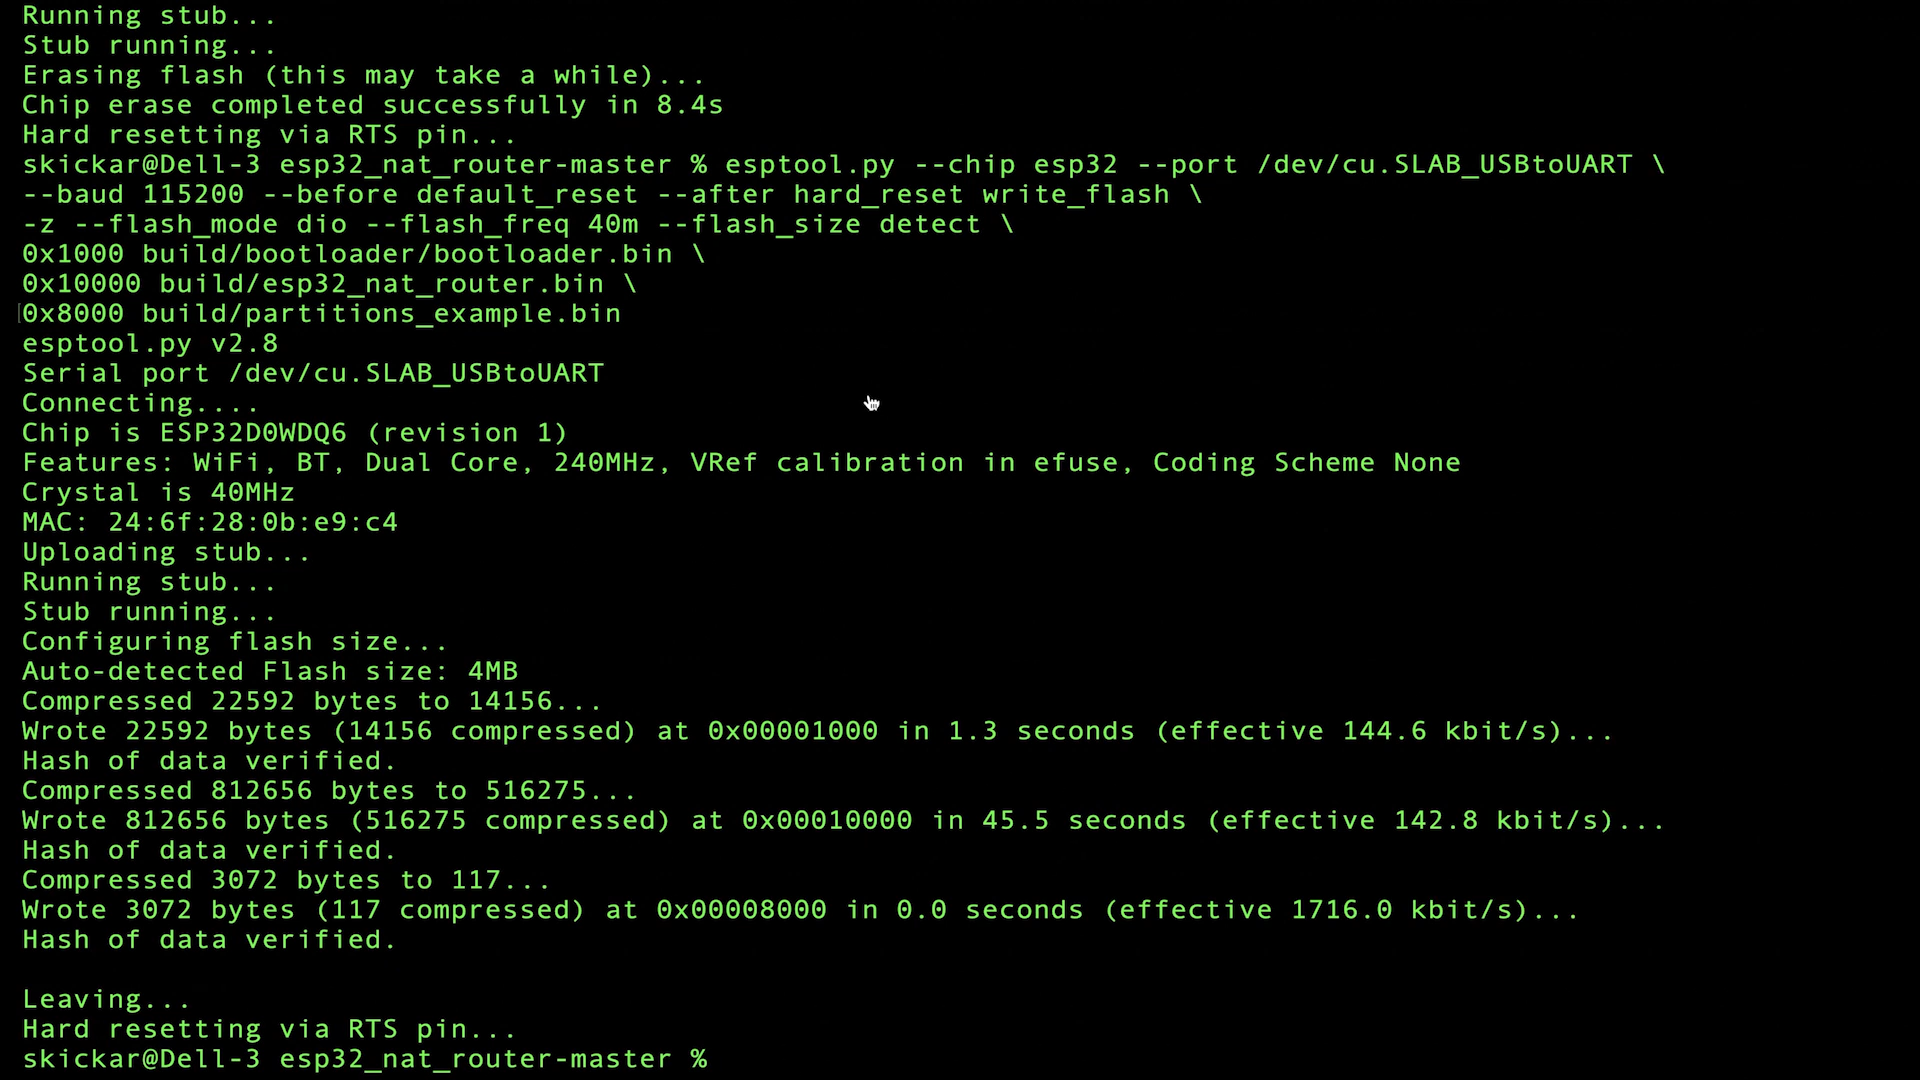 Running stub...
Stub running...
Erasing flash (this may take a while)...
Chip erase completed successfully in 8.4s
Hard resetting via RTS pin...
skickar@Dell-3 esp32_nat_router-master % esptool.py --chip esp32 --port /dev/cu.SLAB_USBtoUART \
--baud 115200 --before default_reset --after hard_reset write_flash \
-z --flash_mode dio --flash_freq 40m --flash_size detect \
0x1000 build/bootloader/bootloader.bin \
0x10000 build/esp32_nat_router.bin \
0x8000 build/partitions_example.bin
esptool.py v2.8
Serial port /dev/cu.SLAB_USBtoUART
Connecting....
Chip is ESP32D0WDQ6 (revision 1)
Features: WiFi, BT, Dual Core, 240MHz, VRef calibration in efuse, Coding Scheme None
Crystal is 40MHz
MAC: 24:6f:28:0b:e9:c4
Uploading stub...
Running stub...
Stub running...
Configuring flash size...
Auto-detected Flash size: 4MB
Compressed 22592 bytes to 14156...
Wrote 22592 bytes (14156 compressed) at 0x00001000 in 1.3 seconds (effective 144.6 kbit/s)...
Hash of data verified.
Compressed 812656 bytes to 516275...
Wrote 812656 bytes (516275 compressed) at 0x00010000 in 45.5 seconds (effective 142.8 kbit/s)...
Hash of data verified.
Compressed 3072 bytes to 117...
Wrote 3072 bytes (117 compressed) at 0x00008000 in 0.0 seconds (effective 1716.0 kbit/s)...
Hash of data verified.

Leaving...
Hard resetting via RTS pin...
skickar@Dell-3 esp32_nat_router-master %